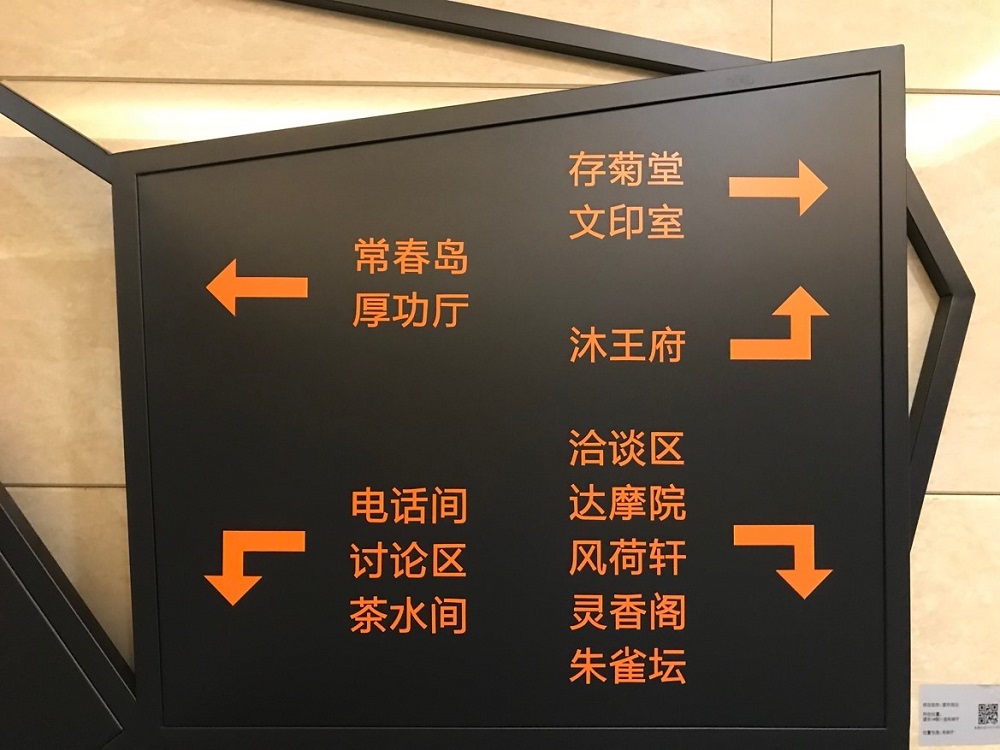 存菊堂
文印室
常春岛
厚功厅
沐王府
洽谈区
达摩院
风荷轩
灵香阁
朱雀坛
电话间
讨论区
茶水间